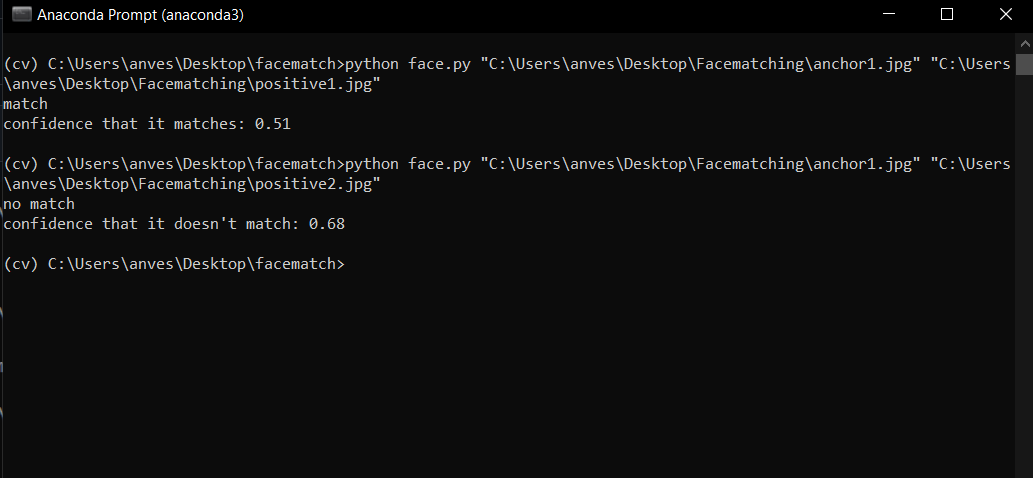 Anaconda Prompt (anaconda3)
(cv) C:\Users\anves\Desktop\facematch>python face.py "C:\Users\anves\Desktop\Facematching\anchor1.jpg" "C:\Users
\anves\Desktop\Facematching\positive1.jpg"
match
confidence that it matches: 0.51
(cv) C:\Users\anves\Desktop\facematch>python face.py "C:\Users\anves\Desktop\Facematching\anchor1.jpg" "C:\Users
\anves\Desktop\Facematching\positive2.jpg"
no match
confidence that it doesn't match: 0.68
(cv) C:\Users\anves\Desktop\facematch>